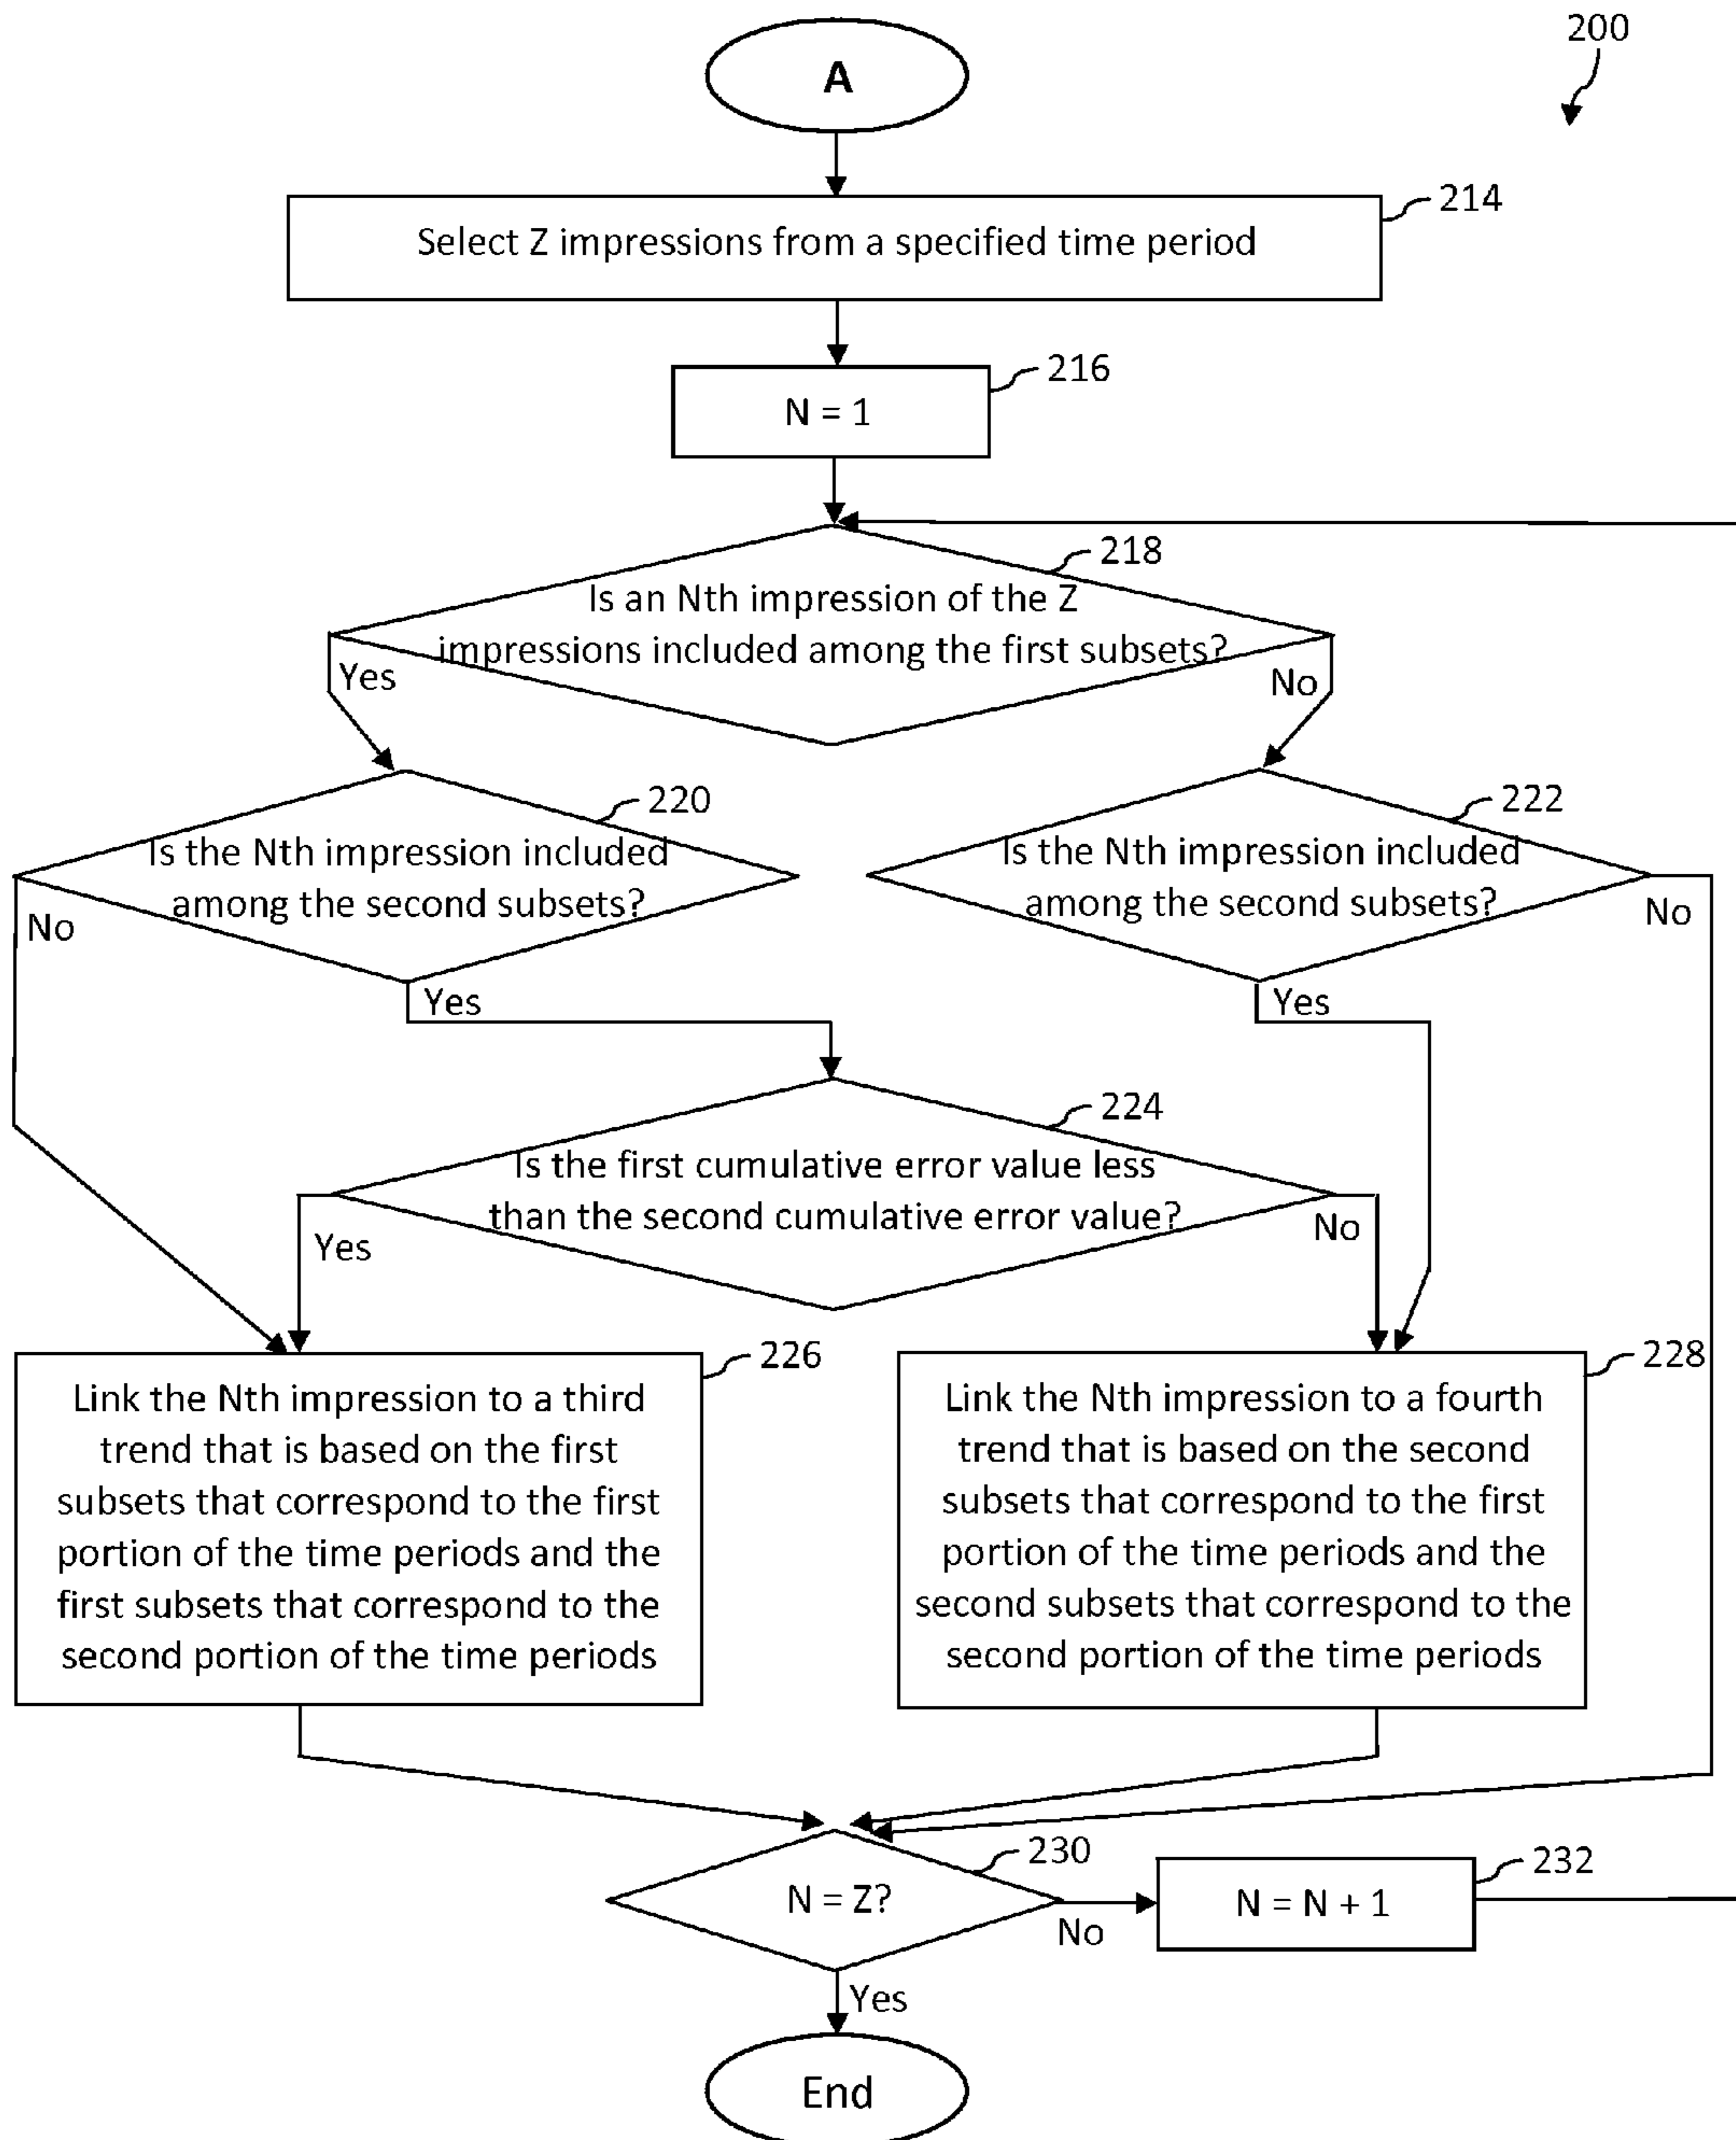 200
A
214
Select Z impressions from a specified time period
216
N = 1
218
Is an Nth impression of the Z
impressions included among the first subsets?
Yes
No
220
Is the Nth impression included
among the second subsets?
No
Yes
222
Is the Nth impression included
among the second subsets?
No
Yes
224
Is the first cumulative error value less
than the second cumulative error value?
Yes
No
226
Link the Nth impression to a third
trend that is based on the first
subsets that correspond to the first
portion of the time periods and the
first subsets that correspond to the
second portion of the time periods
228
Link the Nth impression to a fourth
trend that is based on the second
subsets that correspond to the first
portion of the time periods and the
second subsets that correspond to the
second portion of the time periods
230
N = Z?
No
232
N = N + 1
Yes
End